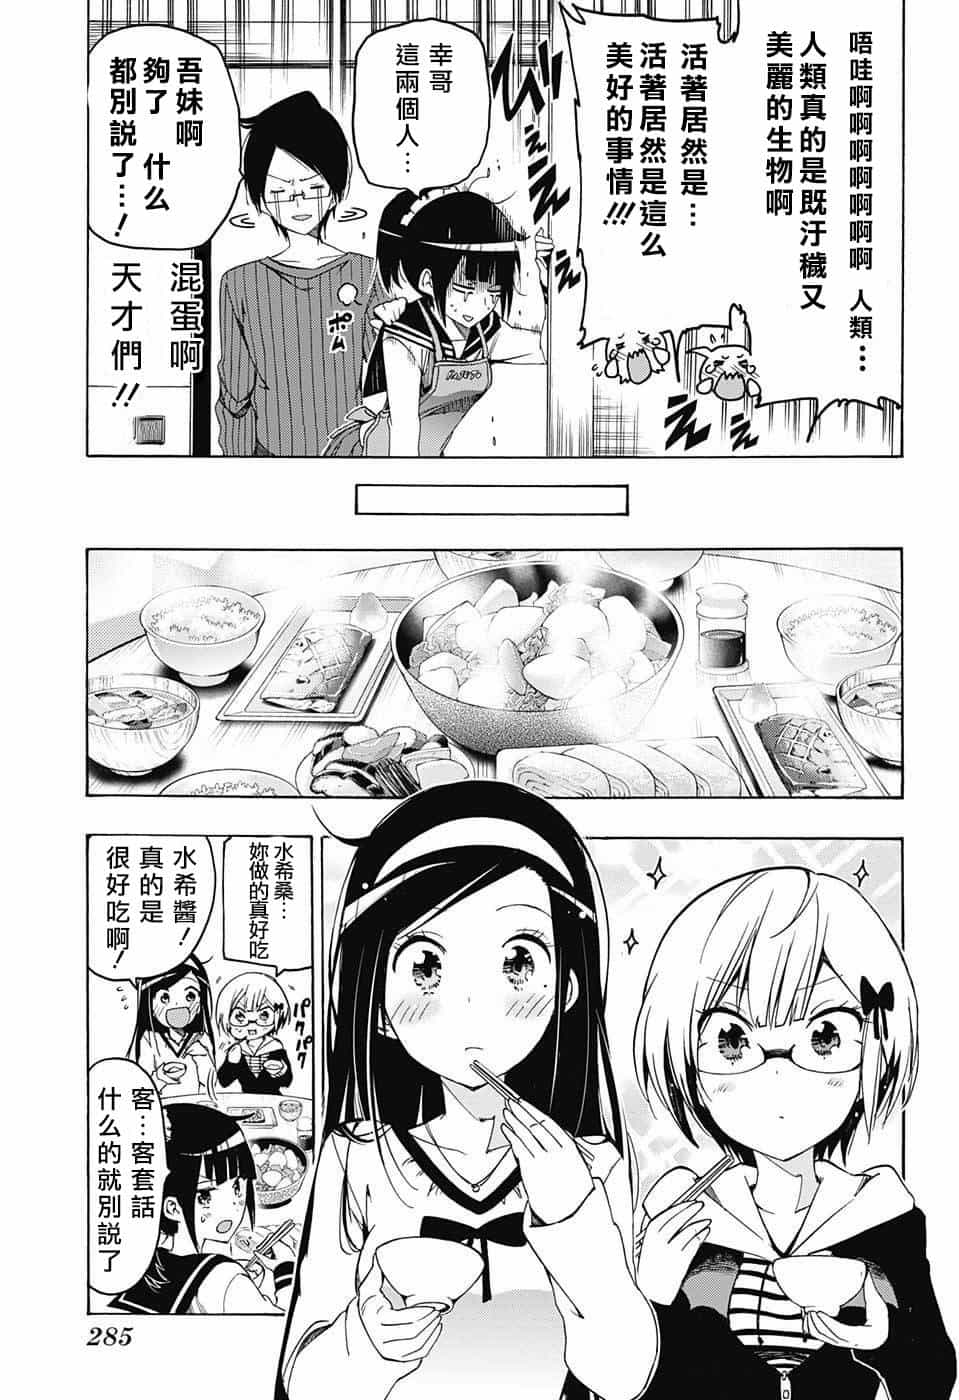 唔哇啊啊啊啊啊啊 人類…
人類真的是既汙穢又
美麗的生物啊
活著居然是…
活著居然是這么
美好的事情!!!
幸哥
這兩個人…
吾妹啊
夠了 什么
都別説了…!
混蛋啊
天才們!!
ポム
水希桑…
妳做的真好吃
水希醬!
真的是
很好吃啊!
パクパク
客…客套話
什么的就別説了
285